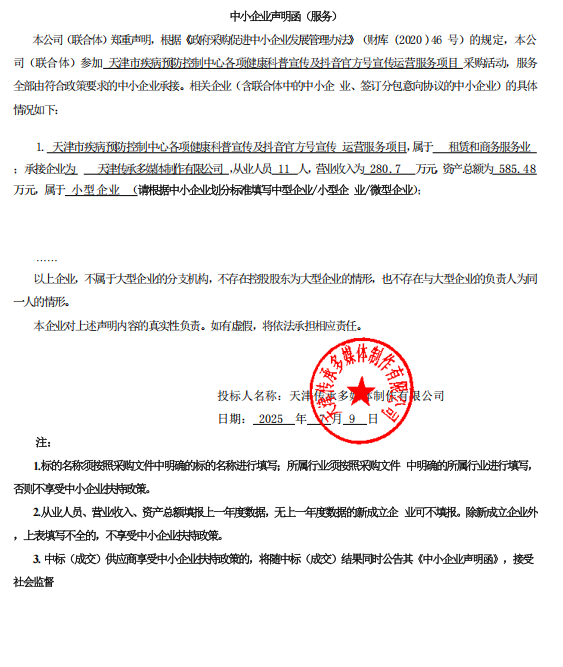 中小企业声明函（服务）
本公司（联合体）郑重声明，根据《政府采购促进中小企业发展管理办法》（财库（2020）46 号）的规定，本公
司（联合体）参加 天津市疾病预防控制中心各项健康科普宣传及抖音官方号宣传运营服务项目 采购活动，服务
全部由符合政策要求的中小企业承接。相关企业（含联合体中的中小企 业、签订分包意向协议的中小企业）的具体
情况如下：
1. 天津市疾病预防控制中心各项健康科普宣传及抖音官方号宣传 运营服务项目，属于 租赁和商务服务业
；承接企业为 天津传承多媒体制作有限公司 ，从业人员 11 人，营业收入为 280.7 万元，资产总额为 585.48
万元，属于 小型企业 （请根据中小企业划分标准填写中型企业/小型企 业/微型企业）；
……
以上企业，不属于大型企业的分支机构，不存在控股股东为大型企业的情形，也不存在与大型企业的负责人为同
一人的情形。
本企业对上述声明内容的真实性负责。如有虚假，将依法承担相应责任。
投标人名称：天津传承多媒体制作有限公司
日期： 2025 年 月 9 日
天津传承多媒体制作有限公司
注：
1.标的名称须按照采购文件中明确的标的名称进行填写；所属行业须按照采购文件 中明确的所属行业进行填写，
否则不享受中小企业扶持政策。
2.从业人员、营业收入、资产总额填报上一年度数据，无上一年度数据的新成立企 业可不填报。除新成立企业外
，上表填写不全的，不享受中小企业扶持政策。
3. 中标（成交）供应商享受中小企业扶持政策的，将随中标（成交）结果同时公告其《中小企业声明函》，接受
社会监督